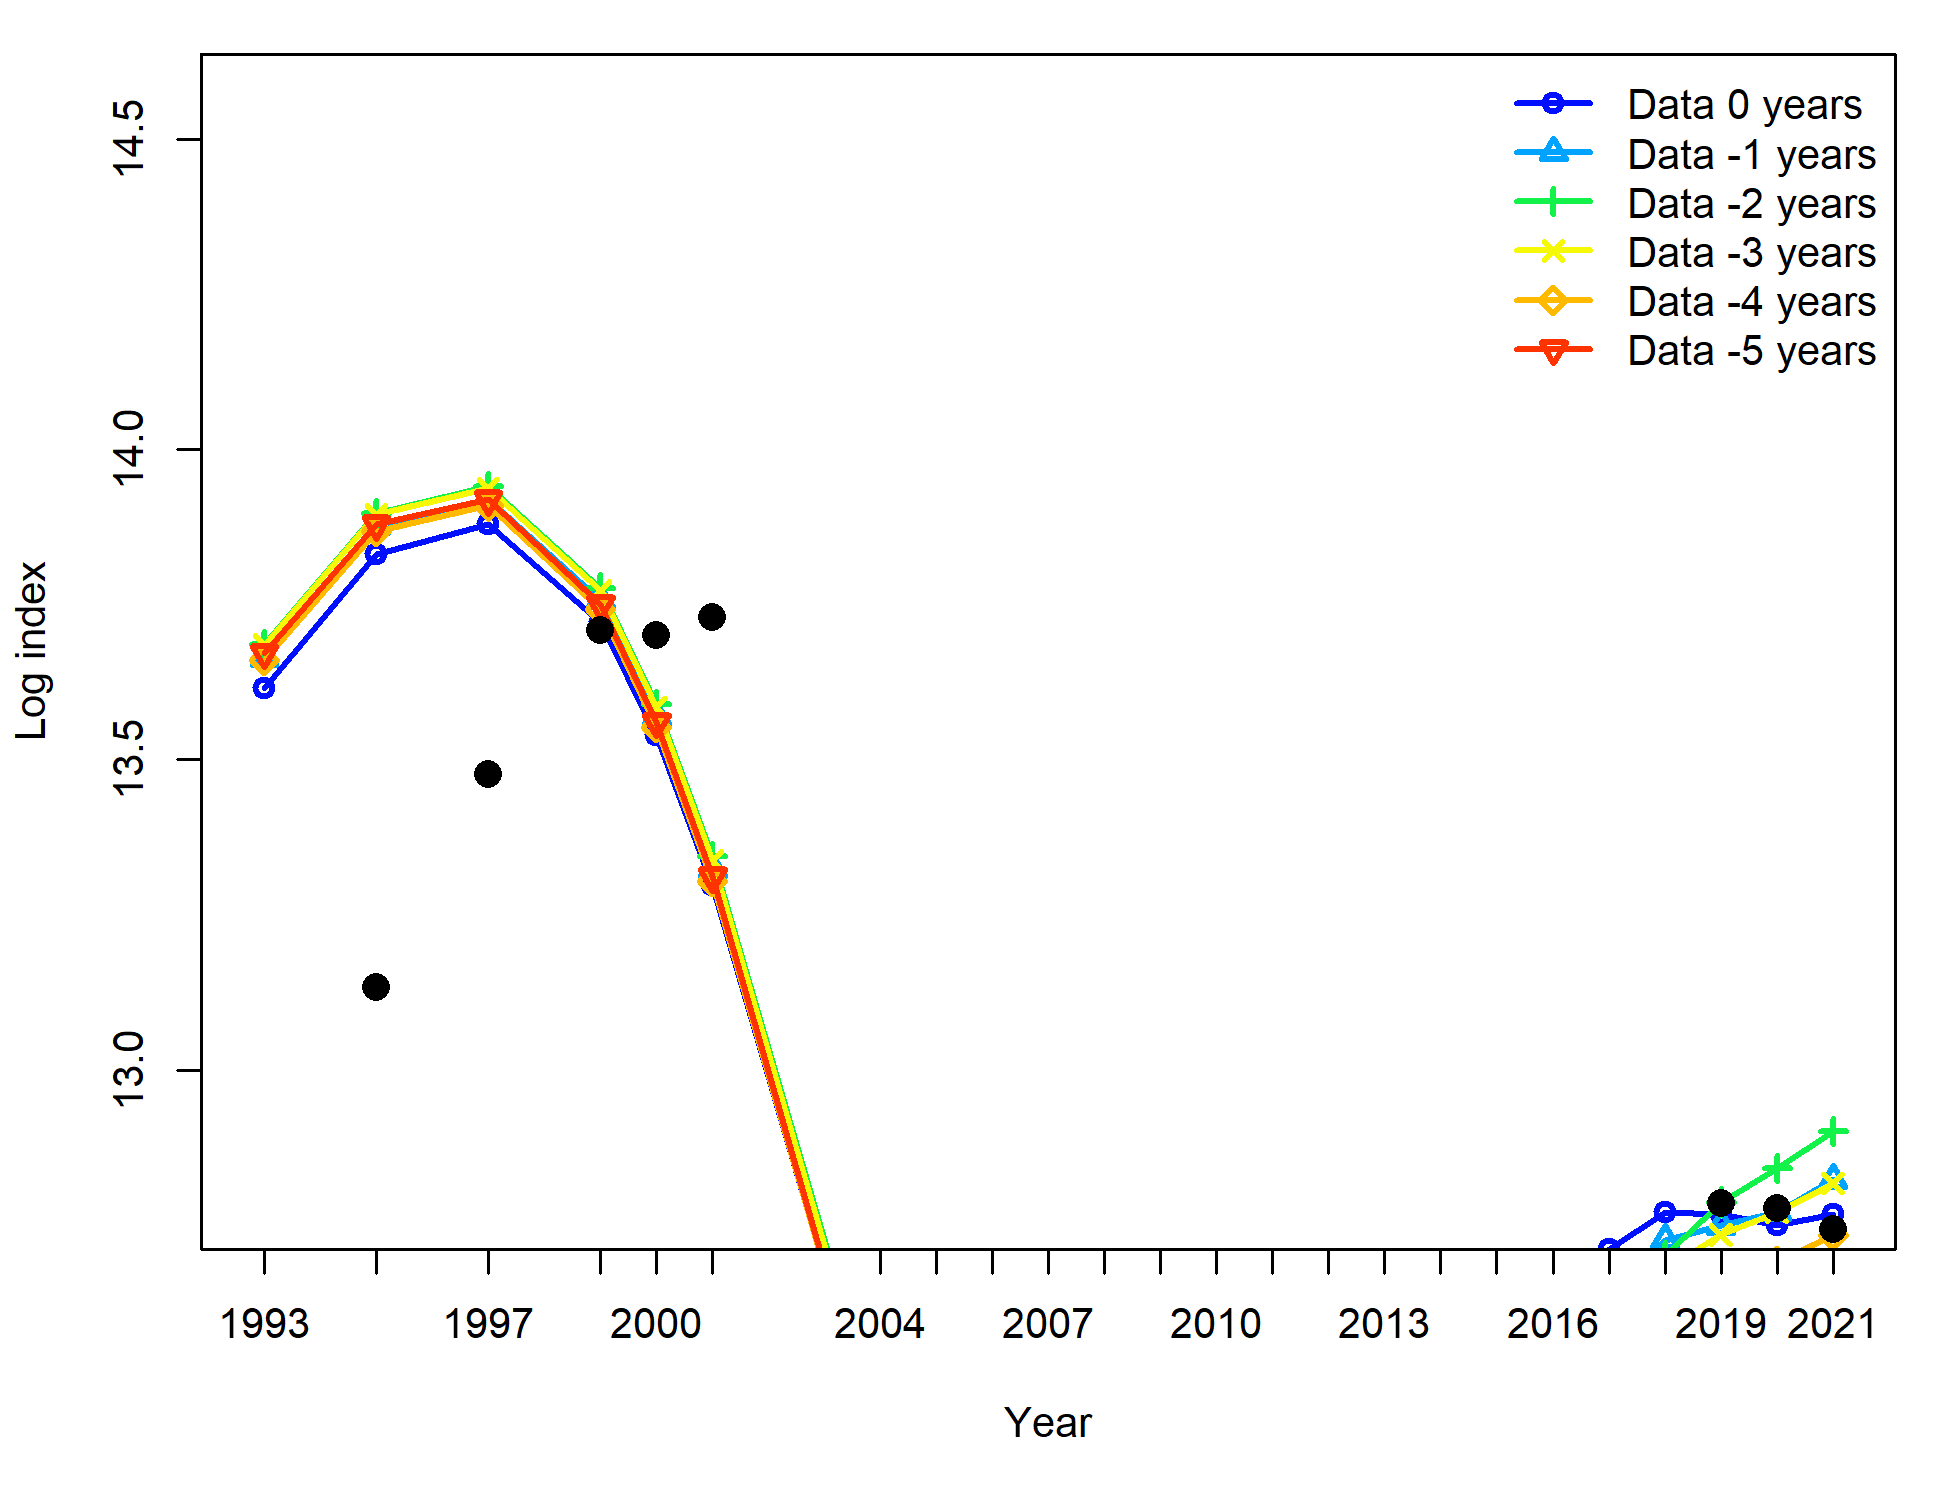 14.5
14.0
13.5
13.0
Log index
Data 0 years
Data -1 years
Data -2 years
Data -3 years
Data -4 years
Data -5 years
1993 1997 2000 2004 2007 2010 2013 2016 2019 2021
Year